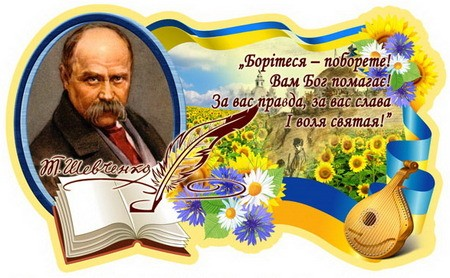 „Борітеся – поборете!
Вам Бог помагає!
За вас правда, за вас слава
І воля святая!”
Т Шевченко